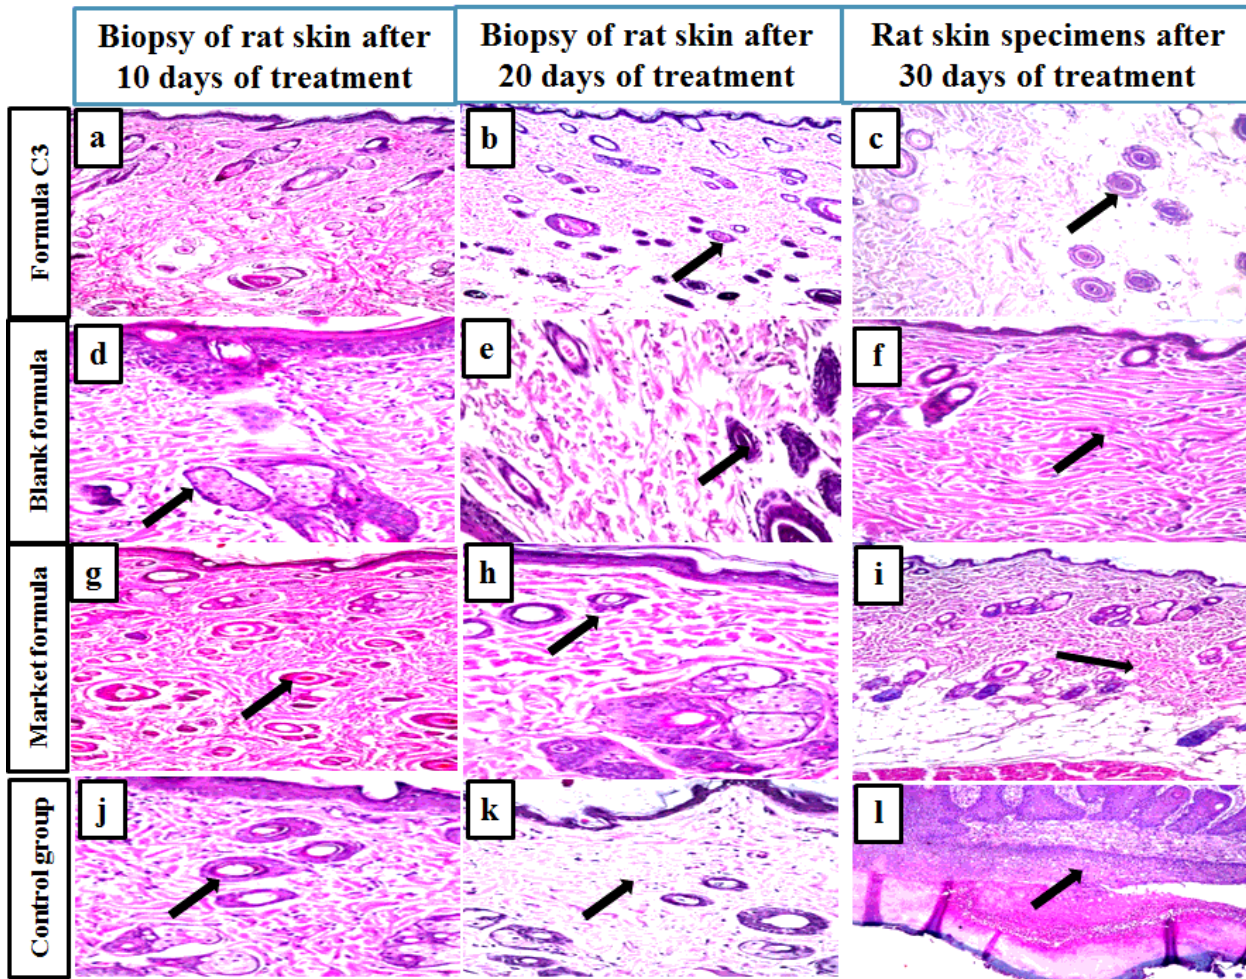 Biopsy of rat skin after
10 days of treatment
Biopsy of rat skin after
20 days of treatment
Rat skin specimens after
30 days of treatment
Formula C3
a
b
c
Blank formula
d
e
f
Market formula
g
h
i
Control group
j
k
l